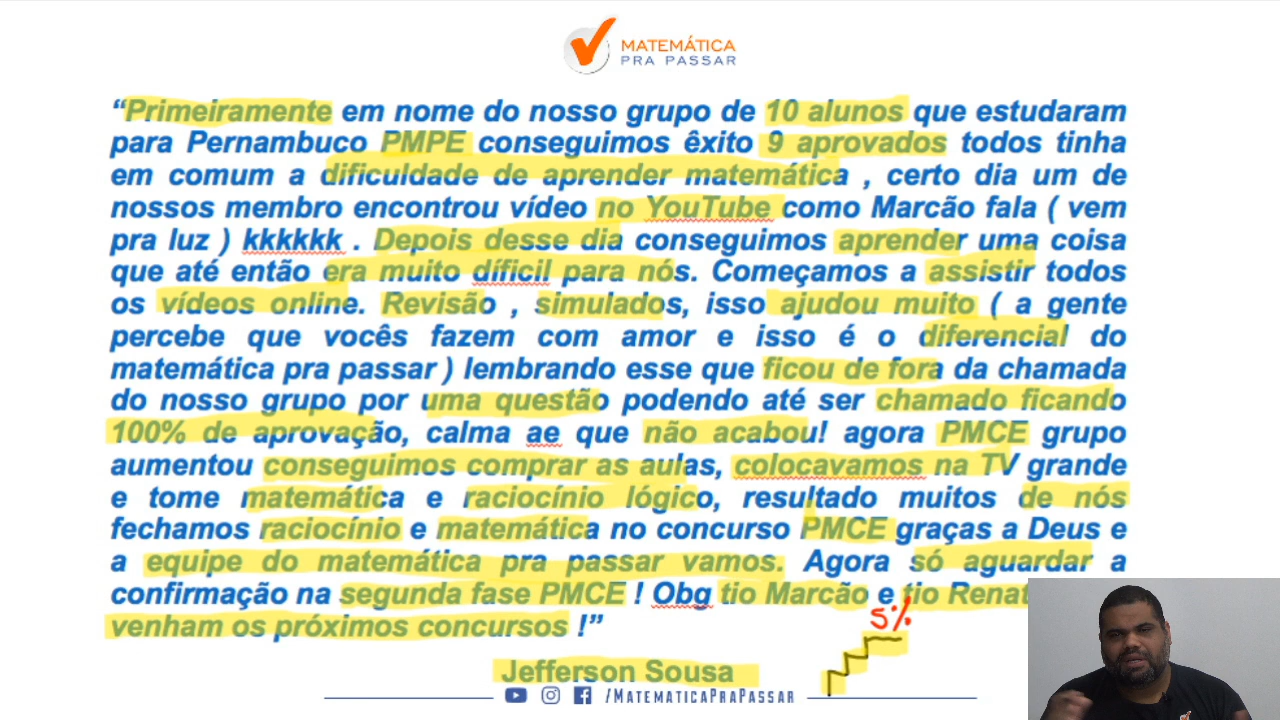 MATEMÁTICA
PRA PASSAR
“Primeiramente em nome do nosso grupo de 10 alunos que estudaram
para Pernambuco PMPE conseguimos êxito 9 aprovados todos tinha
em comum a dificuldade de aprender matemática , certo dia um de
nossos membro encontrou vídeo no YouTube como Marcão fala ( vem
pra luz ) kkkkkk . Depois desse dia conseguimos aprender uma coisa
que até então era muito díficil para nós. Começamos a assistir todos
os vídeos online. Revisão , simulados, isso ajudou muito ( a gente
percebe que vocês fazem com amor e isso é o diferencial do
matemática pra passar ) lembrando esse que ficou de fora da chamada
do nosso grupo por uma questão podendo até ser chamado ficando
100% de aprovação, calma ae que não acabou! agora PMCE grupo
aumentou conseguimos comprar as aulas, colocavamos na TV grande
e tome matemática e raciocínio lógico, resultado muitos de nós
fechamos raciocínio e matemática no concurso PMCE graças a Deus e
a equipe do matemática pra passar vamos. Agora só aguardar a
confirmação na segunda fase PMCE ! Obg tio Marcão e tio Renat
venham os próximos concursos !”
5%
Jefferson Sousa
/MATEMATICAPRAPASSAR